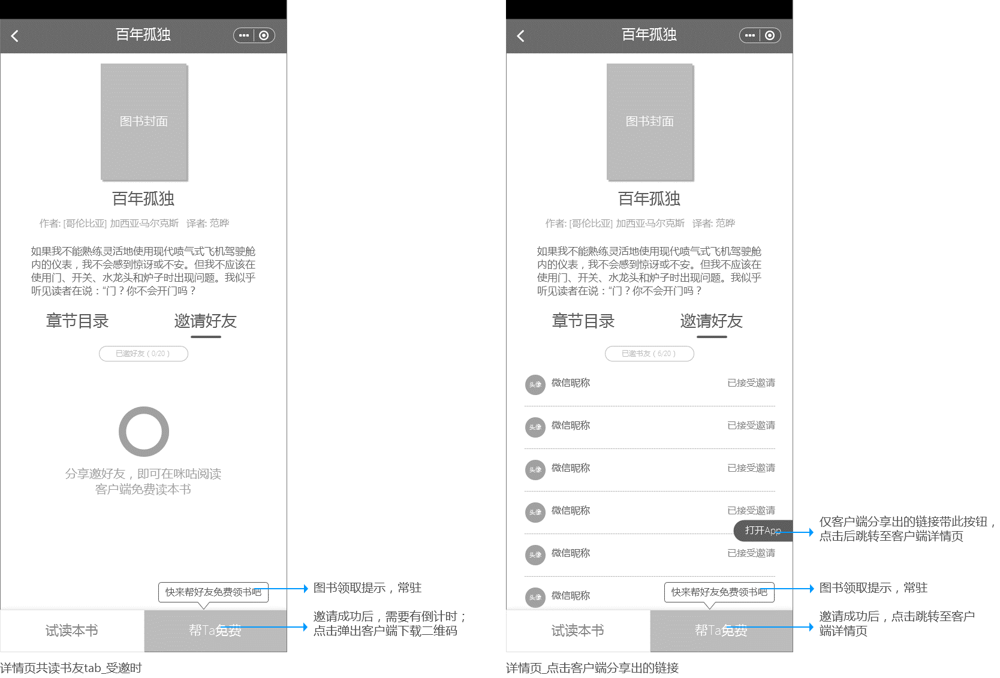 百年孤独
图书封面
百年孤独
作者: [哥伦比亚] 加西亚·马尔克斯 译者: 范晔
如果我不能熟练灵活地使用现代喷气式飞机驾驶舱
内的仪表，我不会感到惊讶或不安。但我不应该在
使用门、开关、水龙头和炉子时出现问题。我似乎
听见读者在说：“门？你不会开门吗？
章节目录
邀请好友
已邀好友（0/20）
分享邀好友，即可在咪咕阅读
客户端免费读本书
快来帮好友免费领书吧
图书领取提示，常驻
试读本书
帮Ta免费
邀请成功后，需要有倒计时；
点击弹出客户端下载二维码
详情页共读书友tab_受邀时
百年孤独
图书封面
百年孤独
作者: [哥伦比亚] 加西亚·马尔克斯 译者: 范晔
如果我不能熟练灵活地使用现代喷气式飞机驾驶舱
内的仪表，我不会感到惊讶或不安。但我不应该在
使用门、开关、水龙头和炉子时出现问题。我似乎
听见读者在说：“门？你不会开门吗？
章节目录
邀请好友
已邀书友（6/20）
头像 微信昵称 已接受邀请
头像 微信昵称 已接受邀请
头像 微信昵称 已接受邀请
头像 微信昵称 已接受邀请
打开App
仅客户端分享出的链接带此按钮，
点击后跳转至客户端详情页
头像 微信昵称 已接受邀请
头像 微信昵称
快来帮好友免费领书吧
图书领取提示，常驻
试读本书
帮Ta免费
邀请成功后，点击跳转至客户
端详情页
详情页_点击客户端分享出的链接